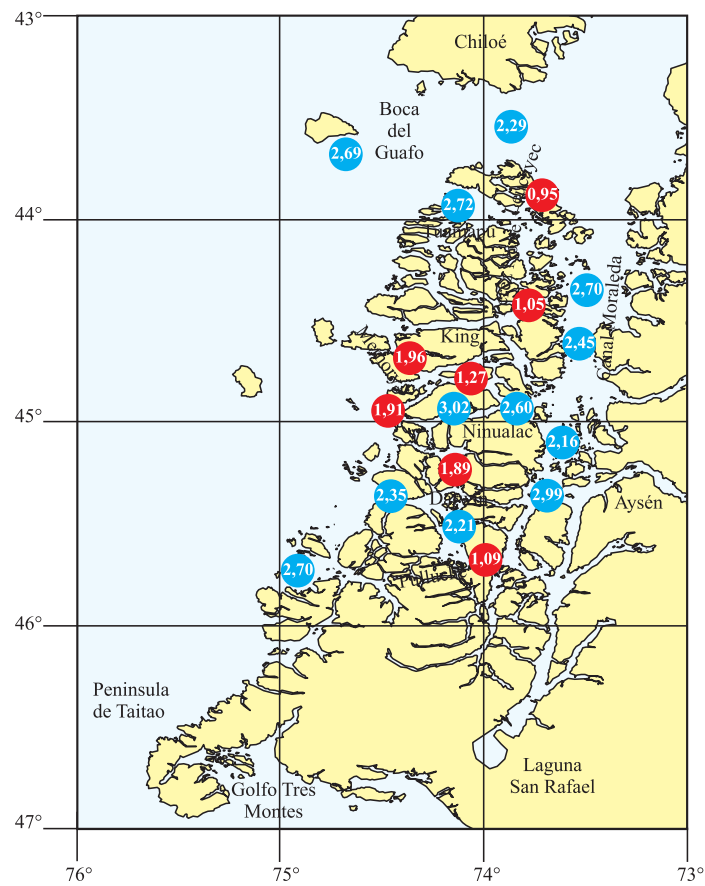 43°
Chiloé
Boca
del
Guafo
2,29
2,69
0,95
2,72
44°
2,70
1,05
Canal Moraleda
King
2,45
1,96
1,27
1,91
3,02
2,60
45°
Ninualac
2,16
1,89
2,35
2,99
Aysén
2,21
1,09
2,70
46°
Peninsula
de Taitao
Laguna
San Rafael
Golfo Tres
Montes
47°
76°
75°
74°
73°